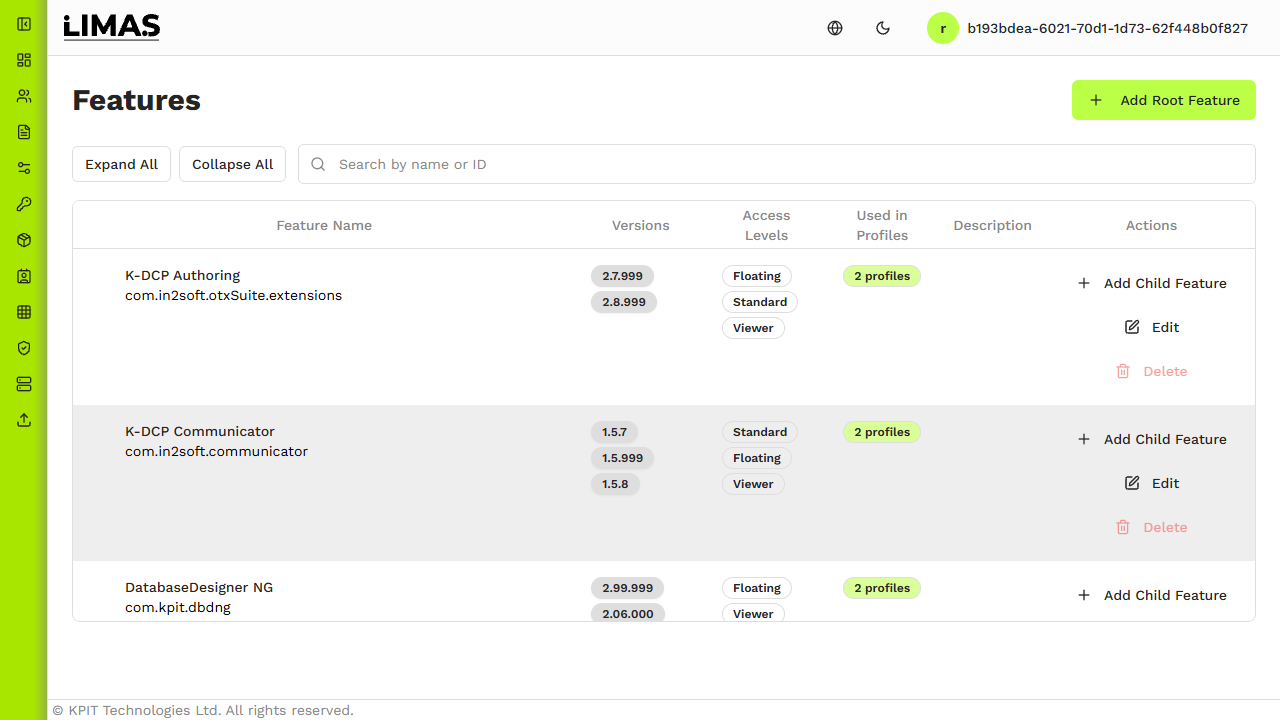 LIMAS
r
b193bdea-6021-70d1-1d73-62f448b0f827
Features
Add Root Feature
Expand All
Collapse All
Search by name or ID
Feature Name
Versions
Access
Levels
Used in
Profiles
Description
Actions
K-DCP Authoring
com.in2soft.otxSuite.extensions
2.7.999
2.8.999
Floating
Standard
Viewer
2 profiles
Add Child Feature
Edit
Delete
K-DCP Communicator
com.in2soft.communicator
1.5.7
1.5.999
1.5.8
Standard
Floating
Viewer
2 profiles
Add Child Feature
Edit
Delete
DatabaseDesigner NG
com.kpit.dbdng
2.99.999
2.06.000
Floating
Viewer
2 profiles
Add Child Feature
© KPIT Technologies Ltd. All rights reserved.